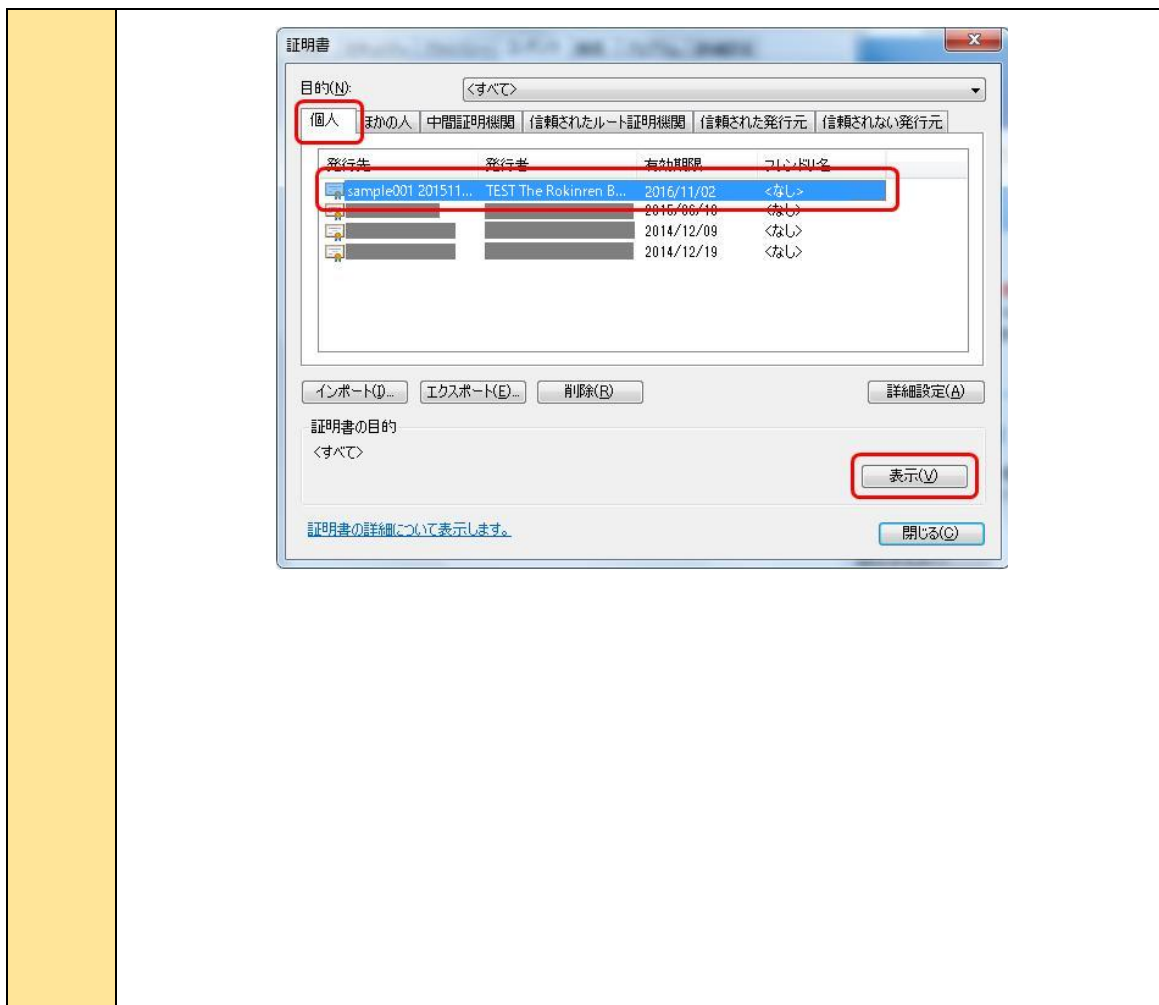 証明書
目的(N): <すべて>
個人 ほかの人 中間証明機関 信頼されたルート証明機関 信頼された発行元 信頼されない発行元
発行先 発行者 有効期限 フレンドリ名
sample001 201511... TEST The Rokinren B... 2016/11/02 <なし>
<なし>
2014/12/09 <なし>
2014/12/19 <なし>
インポート(I)... エクスポート(E)... 削除(R) 詳細設定(A)
証明書の目的
<すべて>
表示(V)
証明書の詳細について表示します。 閉じる(C)